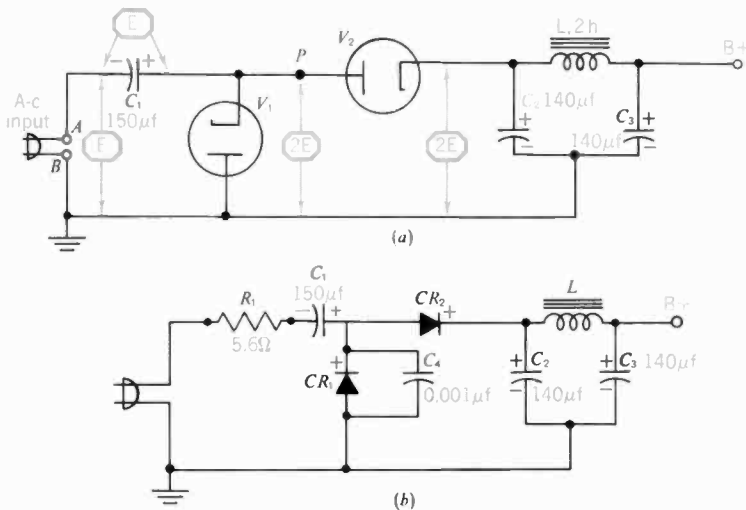 E
L, 2h
B+
P
V₂
− +
C₁
150µf
A-c
input
A
B
E
V₁
2E
2E
C₂ 140µf
+
−
140µf
C₃ +
−
(a)
C₁
150µf
− +
R₁
5.6Ω
CR₂
+
L
B+
+
CR₁
C₄
0.001µf
+ C₂
−
140µf
+ C₃ 140µf
−
(b)